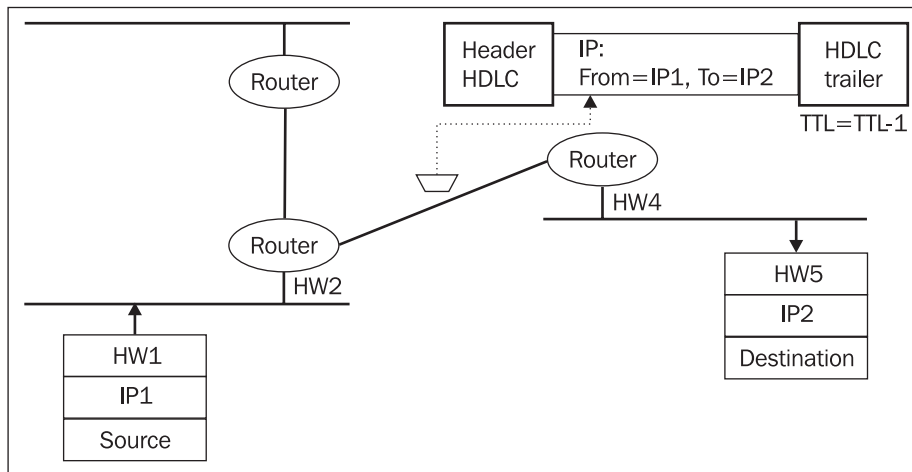 Header
HDLC
IP:
From=IP1, To=IP2
HDLC
trailer
TTL=TTL-1
Router
Router
HW4
Router
HW2
HW1
IP1
Source
HW5
IP2
Destination